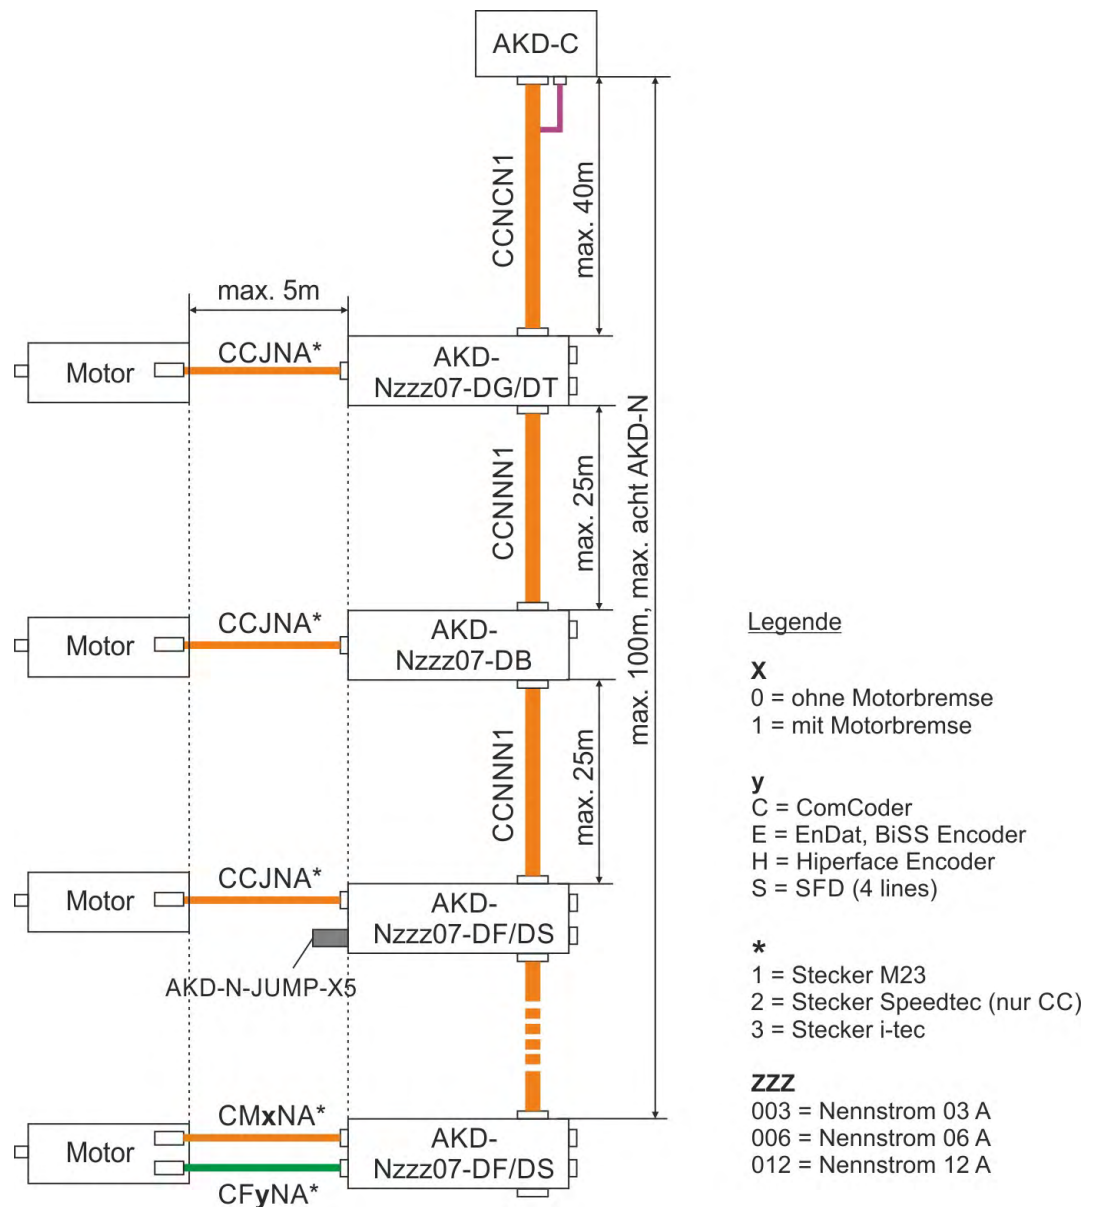 AKD-C
CCNCN1
max. 40m
max. 100m, max. acht AKD-N
max. 5m
Motor
CCJNA*
AKD-
Nzzz07-DG/DT
CCNNN1
max. 25m
Motor
CCJNA*
AKD-
Nzzz07-DB
CCNNN1
max. 25m
Motor
CCJNA*
AKD-
Nzzz07-DF/DS
AKD-N-JUMP-X5
Motor
CMxNA*
CFyNA*
AKD-
Nzzz07-DF/DS
Legende
X
0 = ohne Motorbremse
1 = mit Motorbremse
y
C = ComCoder
E = EnDat, BiSS Encoder
H = Hiperface Encoder
S = SFD (4 lines)
*
1 = Stecker M23
2 = Stecker Speedtec (nur CC)
3 = Stecker i-tec
ZZZ
003 = Nennstrom 03 A
006 = Nennstrom 06 A
012 = Nennstrom 12 A